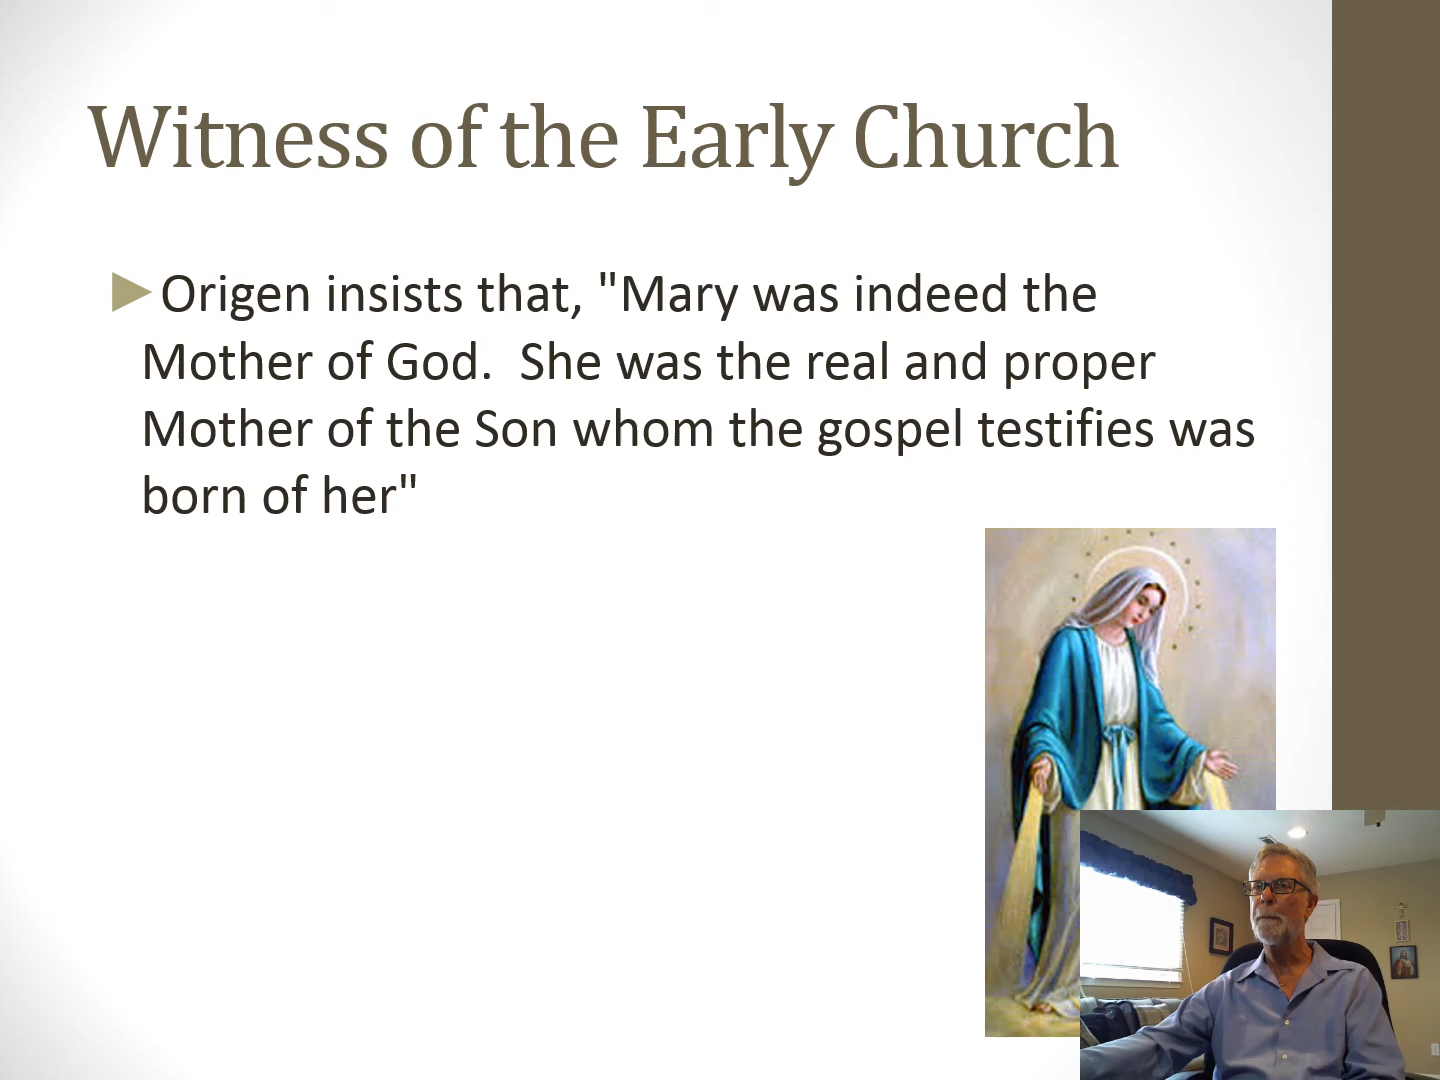 Witness of the Early Church
Origen insists that, "Mary was indeed the
Mother of God.  She was the real and proper
Mother of the Son whom the gospel testifies was
born of her"